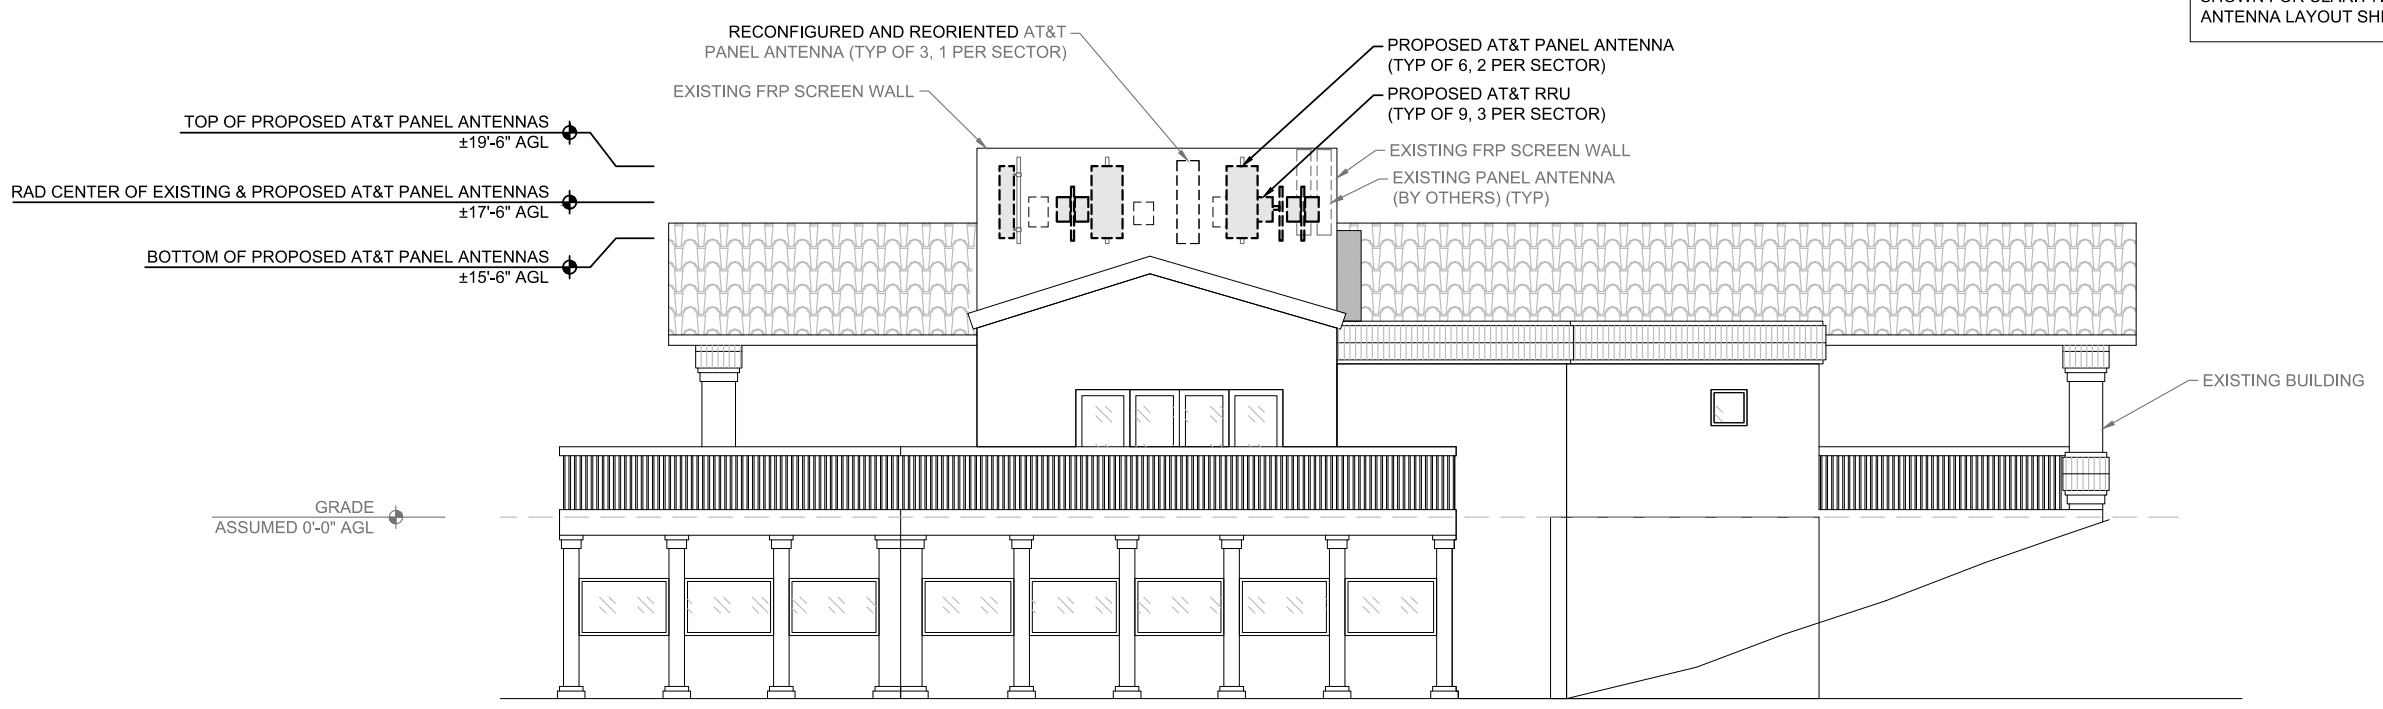 ANTENNA LAYOUT
RECONFIGURED AND REORIENTED AT&T
PANEL ANTENNA (TYP OF 3, 1 PER SECTOR)
EXISTING FRP SCREEN WALL
PROPOSED AT&T PANEL ANTENNA
(TYP OF 6, 2 PER SECTOR)
PROPOSED AT&T RRU
(TYP OF 9, 3 PER SECTOR)
EXISTING FRP SCREEN WALL
EXISTING PANEL ANTENNA
(BY OTHERS) (TYP)
TOP OF PROPOSED AT&T PANEL ANTENNAS
±19'-6" AGL
RAD CENTER OF EXISTING & PROPOSED AT&T PANEL ANTENNAS
±17'-6" AGL
BOTTOM OF PROPOSED AT&T PANEL ANTENNAS
±15'-6" AGL
EXISTING BUILDING
GRADE
ASSUMED 0'-0" AGL